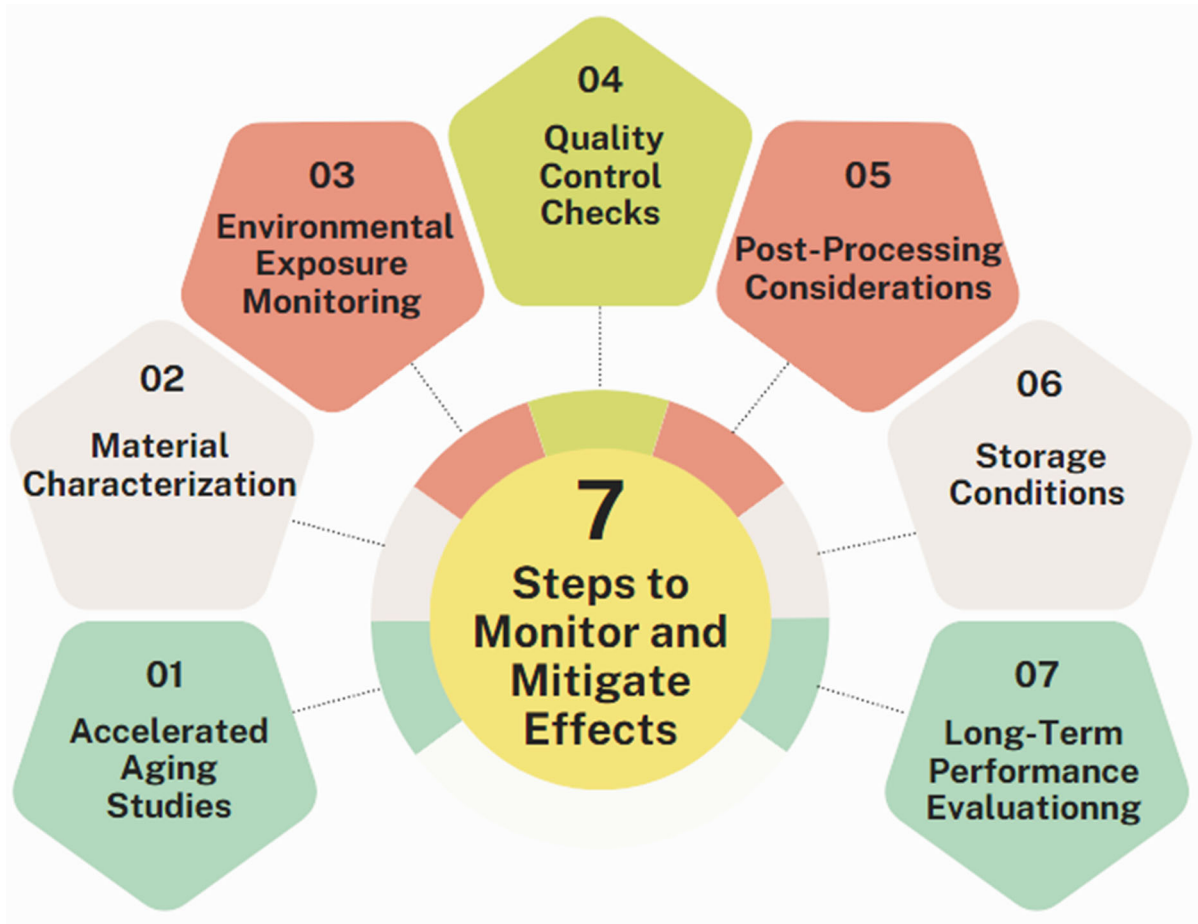 04
Quality
Control
Checks
03
Environmental
Exposure
Monitoring
05
Post-Processing
Considerations
02
Material
Characterization
06
Storage
Conditions
7
Steps to
Monitor and
Mitigate
Effects
01
Accelerated
Aging
Studies
07
Long-Term
Performance
Evaluationng